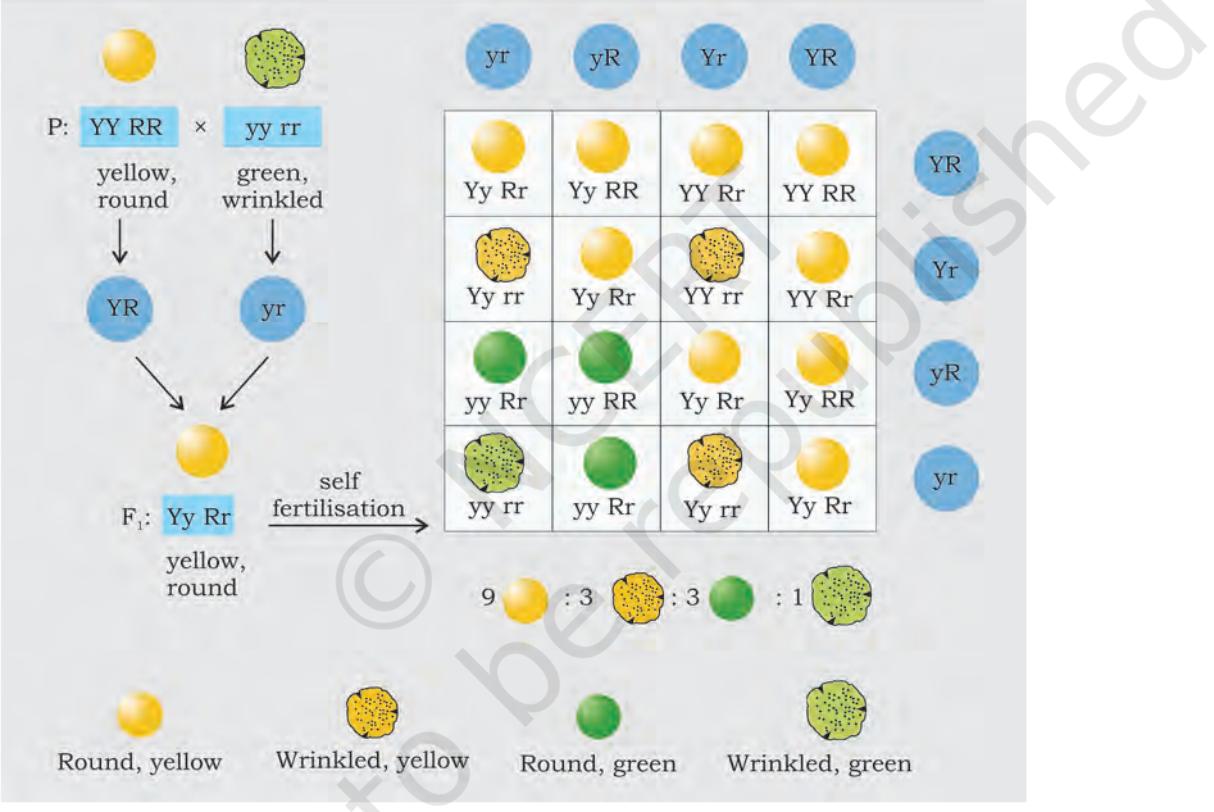 P: YY RR × yy rr
yellow,
round
green,
wrinkled
YR
yr
F₁: Yy Rr
yellow,
round
self
fertilisation
yr yR Yr YR
Yy Rr Yy RR YY Rr YY RR
YR
Yy rr Yy Rr YY rr YY Rr
Yr
yy Rr yy RR Yy Rr Yy RR
yR
yy rr yy Rr Yy rr Yy Rr
yr
9 : 3 : 3 : 1
Round, yellow
Wrinkled, yellow
Round, green
Wrinkled, green
© NCERT
to be republished